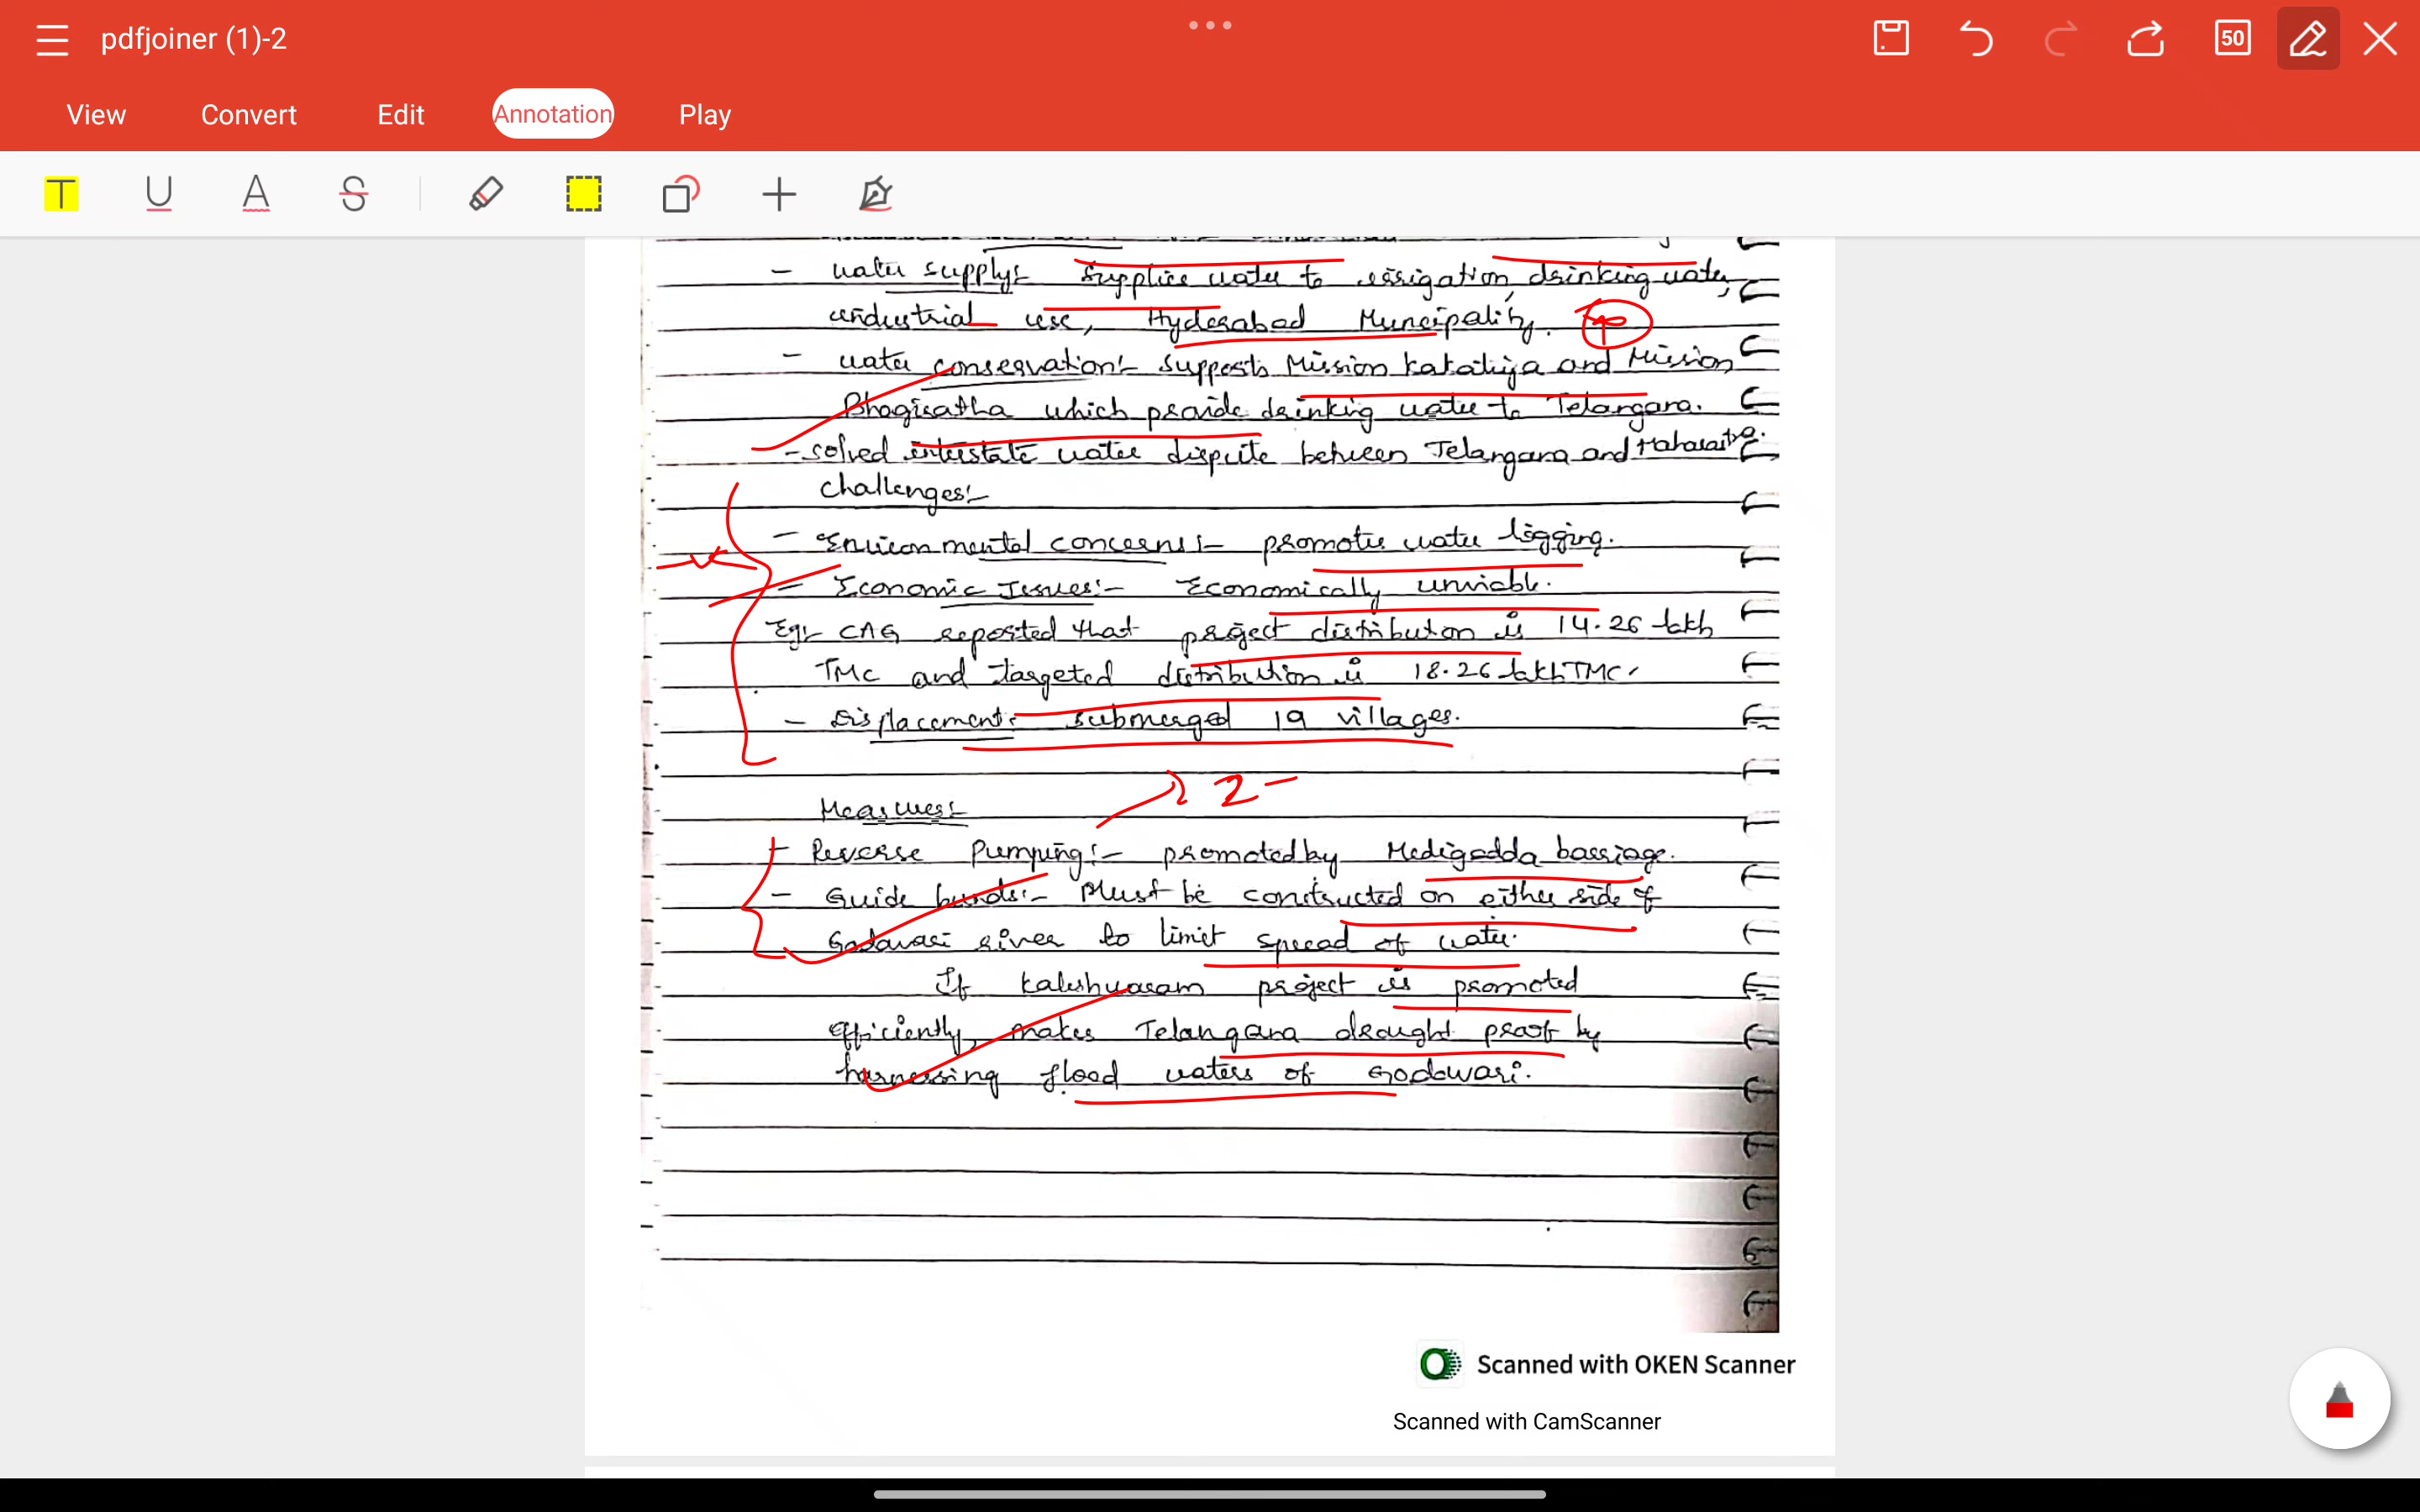 pdfjoiner (1)-2
50
View Convert Edit Annotation Play
T U A S
- water supply:- Supplies water to irrigation, drinking water,
industrial use, Hyderabad Muncipality.
- water conservation:- supports Mission kakatiya and Mission
Bhagiratha which provide drinking water to Telangana.
- solved interstate water dispute between Telangana and Maharastra.
challenges:-
- Environmental concerns:- promotes water logging.
- Economic Issues:- Economically unviable.
Eg:- CAG reported that project distribution is 14.26 lakh
TMC and targeted distribution is 18.26 lakh TMC.
- Displacement:- submerged 19 villages.
2-
Measures:-
- Reverse Pumping:- promoted by Medigadda barriage.
- Guide bunds:- Must be constructed on either side of
Godavari river to limit spread of water.
If kaleshwaram project is promoted
efficiently, makes Telangana drought proof by
harnessing flood waters of Godawari.
Scanned with OKEN Scanner
Scanned with CamScanner